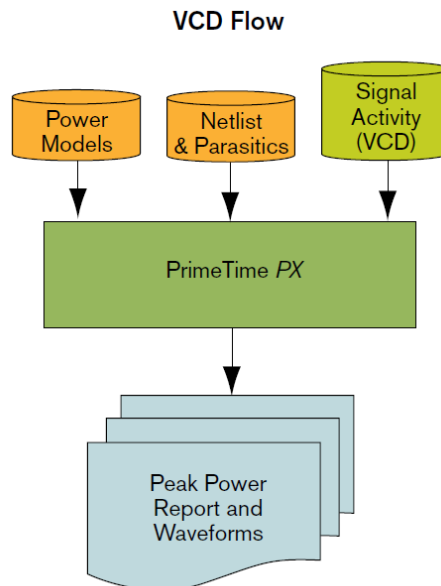 VCD Flow
Power
Models
Netlist
& Parasitics
Signal
Activity
(VCD)
PrimeTime PX
Peak Power
Report and
Waveforms